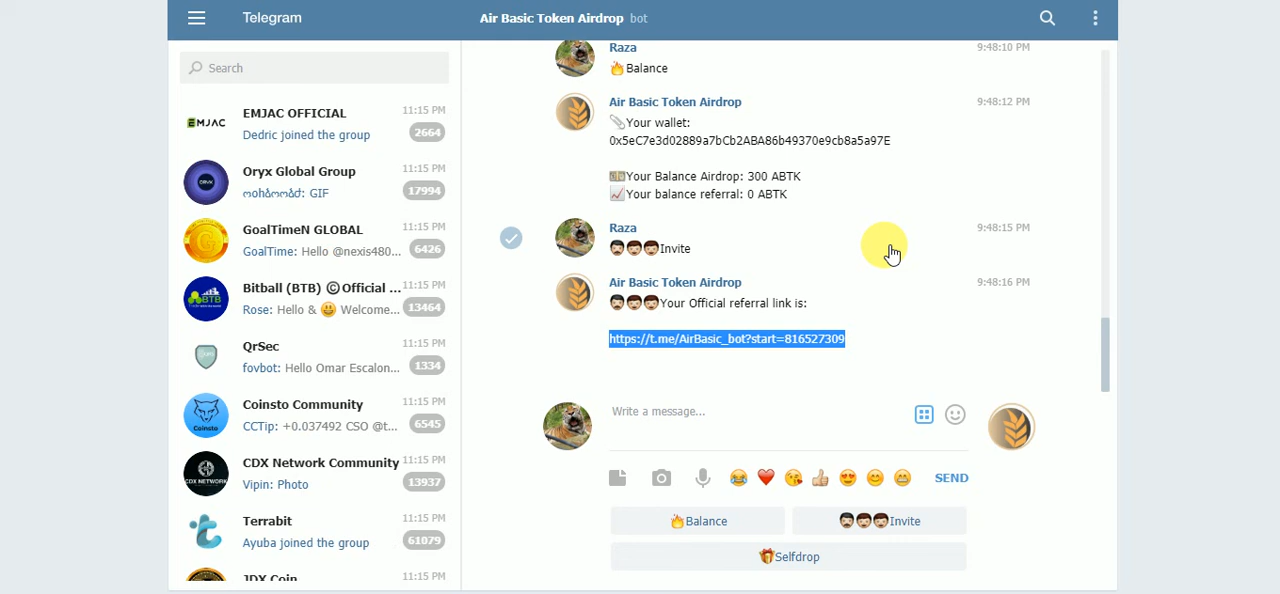 Telegram
Air Basic Token Airdrop bot
Search
EMJAC OFFICIAL 11:15 PM
Dedric joined the group 2664
Oryx Global Group 11:15 PM
თოხბოობძ: GIF 17994
GoalTimeN GLOBAL 11:15 PM
GoalTime: Hello @nexis480... 6426
Bitball (BTB) ⒸOfficial ... 11:15 PM
Rose: Hello & 😃 Welcome... 13464
QrSec 11:15 PM
fovbot: Hello Omar Escalon... 1334
Coinsto Community 11:15 PM
CCTip: +0.037492 CSO @t... 6545
CDX Network Community 11:15 PM
Vipin: Photo 13937
Terrabit 11:15 PM
Ayuba joined the group 61079
JDX Coin 11:15 PM
Raza 9:48:10 PM
🔥Balance
Air Basic Token Airdrop 9:48:12 PM
📎Your wallet:
0x5eC7e3d02889a7bCb2ABA86b49370e9cb8a5a97E
💵Your Balance Airdrop: 300 ABTK
📈Your balance referral: 0 ABTK
Raza 9:48:15 PM
👨🏻👨🏻👨🏻Invite
Air Basic Token Airdrop 9:48:16 PM
👨🏻👨🏻👨🏻Your Official referral link is:
https://t.me/AirBasic_bot?start=816527309
Write a message...
SEND
🔥Balance
👨🏻👨🏻👨🏻Invite
🎁Selfdrop